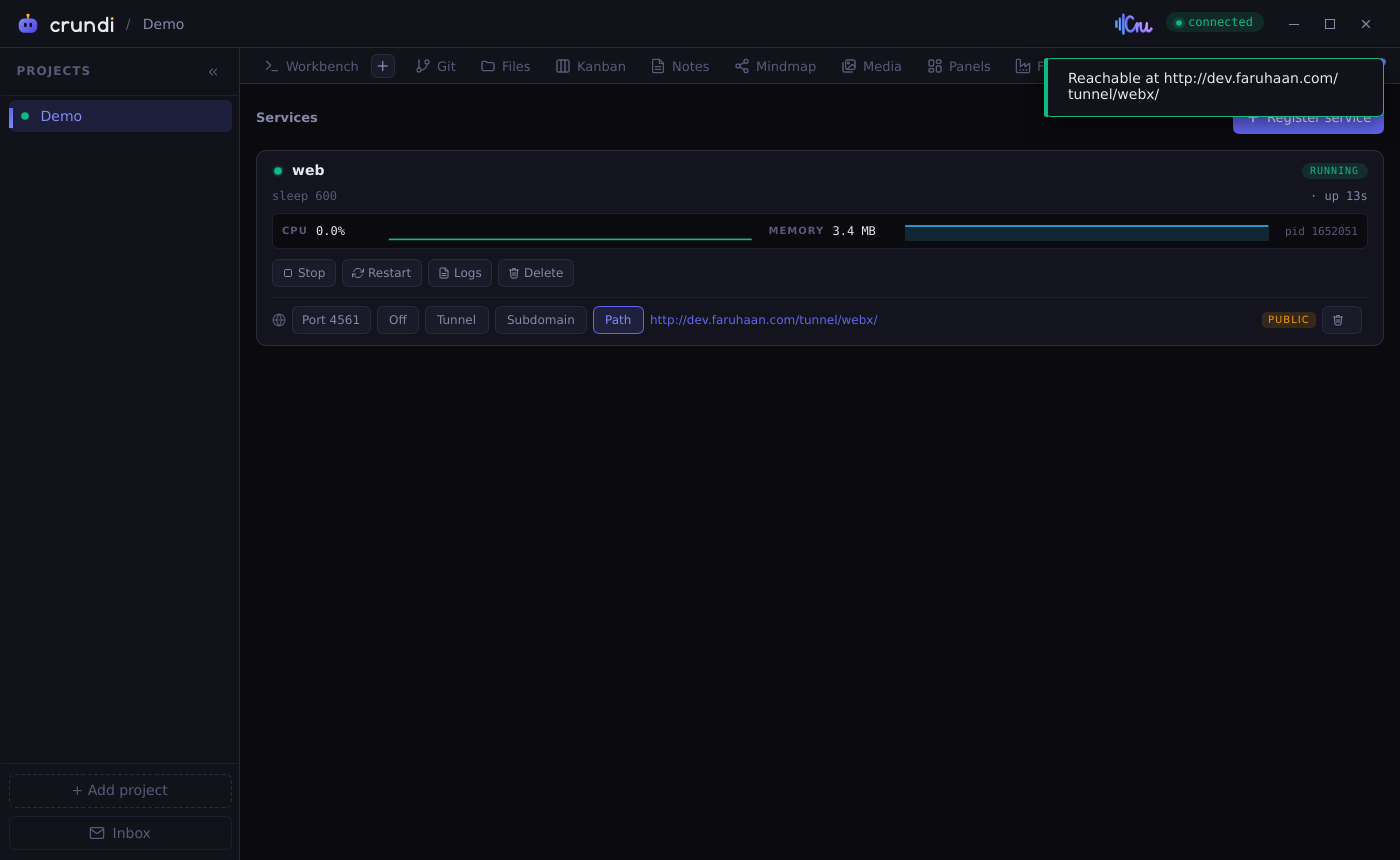 crundi / Demo
Cru
connected
PROJECTS
Demo
+ Add project
Inbox
Workbench
+
Git
Files
Kanban
Notes
Mindmap
Media
Panels
Reachable at http://dev.faruhaan.com/
tunnel/webx/
Services
+ Register service
web
RUNNING
sleep 600
· up 13s
CPU 0.0%
MEMORY 3.4 MB
pid 1652051
Stop
Restart
Logs
Delete
Port 4561
Off
Tunnel
Subdomain
Path
http://dev.faruhaan.com/tunnel/webx/
PUBLIC